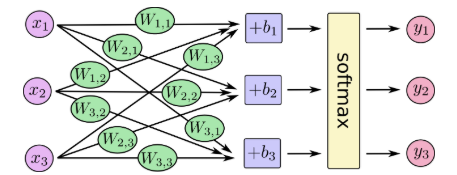 x₁ W₁,₁ +b₁ y₁
W₂,₁ W₁,₃
W₁,₂
x₂ W₂,₂ +b₂ softmax y₂
W₃,₂
W₂,₃ W₃,₁
x₃ W₃,₃ +b₃ y₃